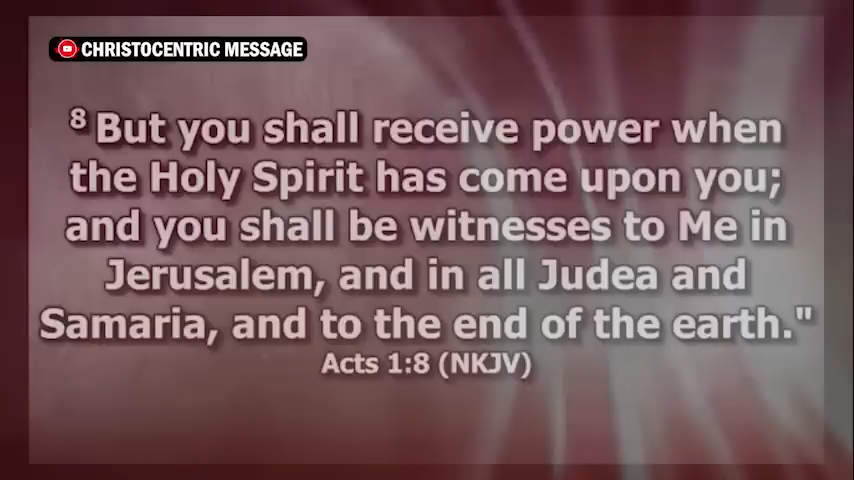 CHRISTOCENTRIC MESSAGE
8 But you shall receive power when
the Holy Spirit has come upon you;
and you shall be witnesses to Me in
Jerusalem, and in all Judea and
Samaria, and to the end of the earth."
Acts 1:8 (NKJV)